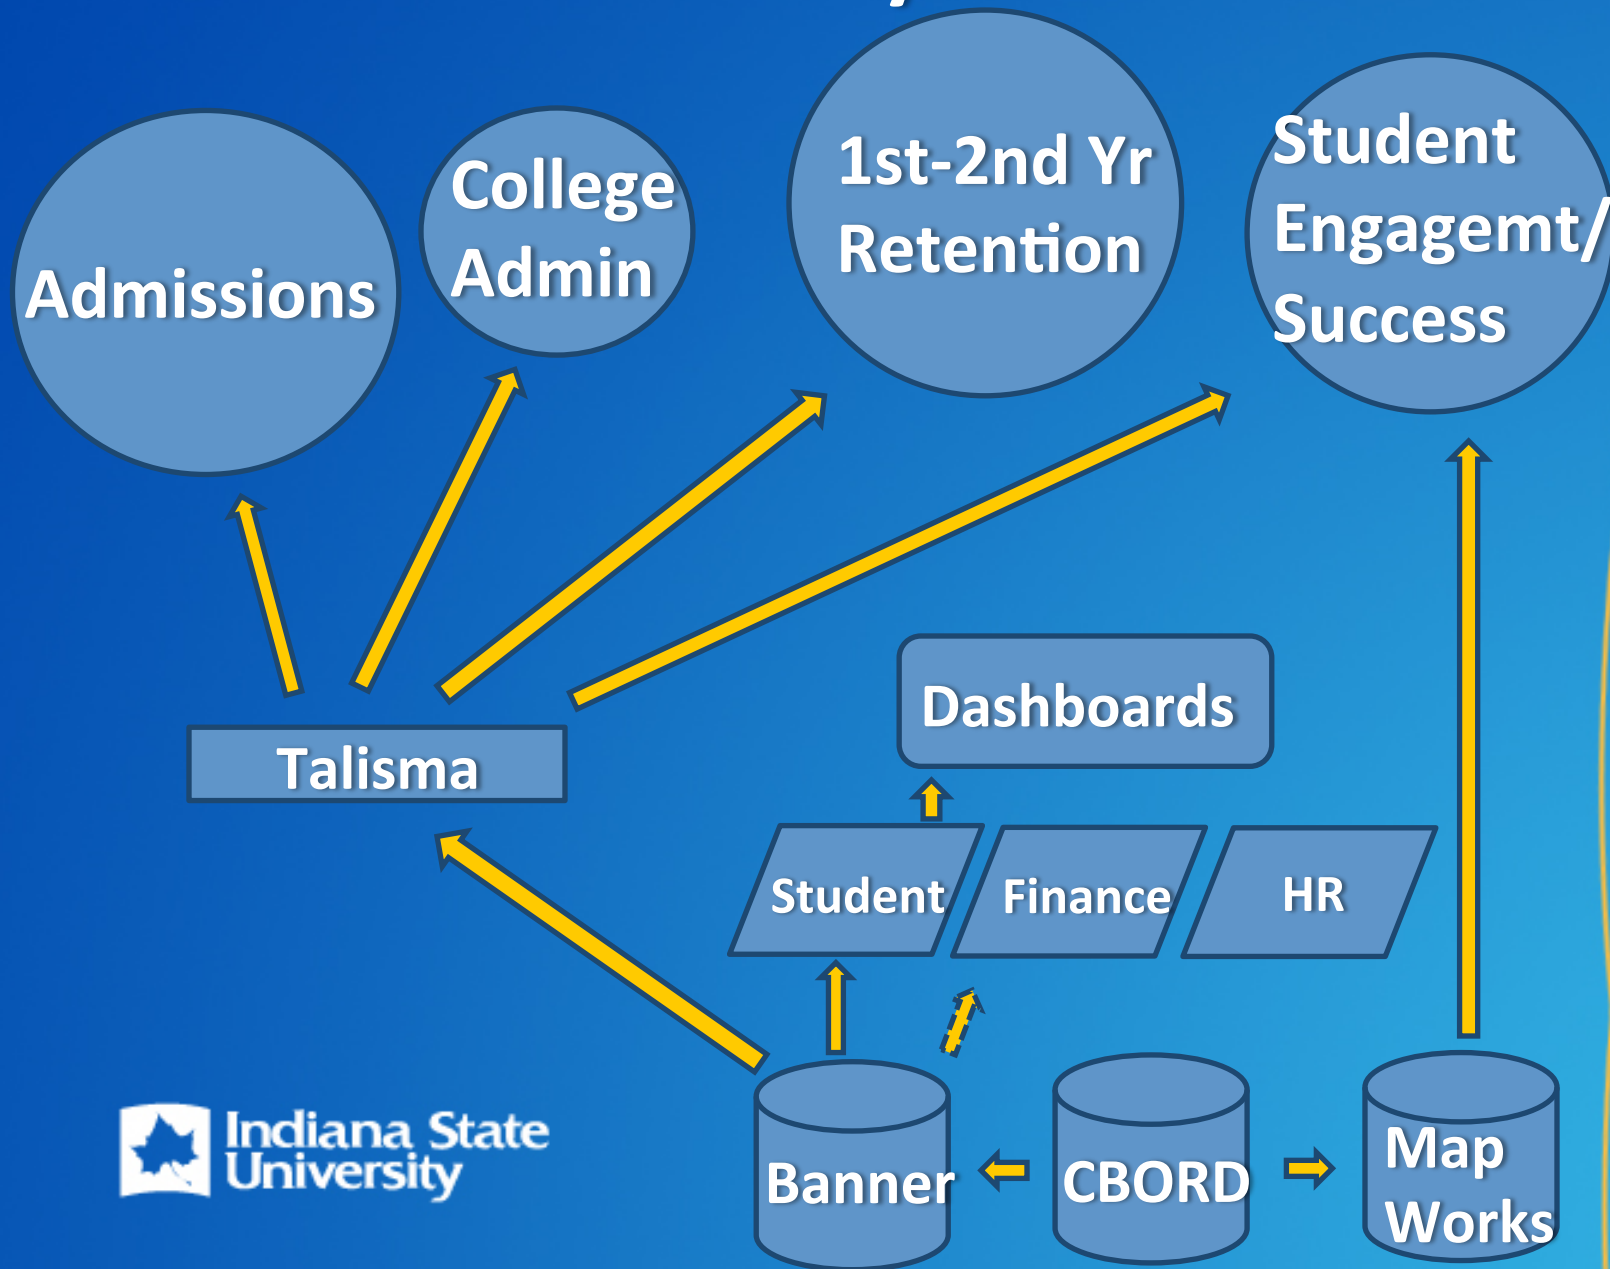 Admissions
College
Admin
1st-2nd Yr
Retention
Student
Engagemt/
Success
Talisma
Dashboards
Student
Finance
HR
Banner
CBORD
Map
Works
Indiana State
University